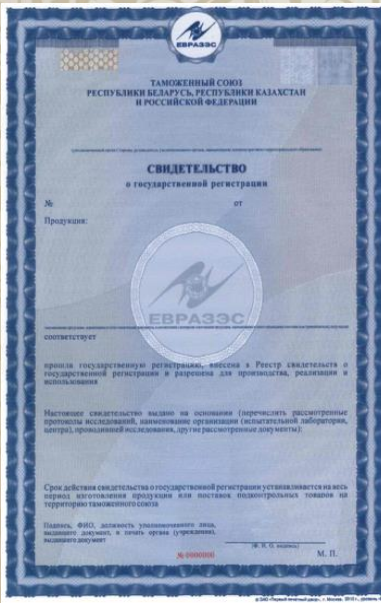 ЕВРАЗЭС
ТАМОЖЕННЫЙ СОЮЗ
РЕСПУБЛИКИ БЕЛАРУСЬ, РЕСПУБЛИКИ КАЗАХСТАН
И РОССИЙСКОЙ ФЕДЕРАЦИИ
СВИДЕТЕЛЬСТВО
о государственной регистрации
№ от
Продукция:
ЕВРАЗЭС
соответствует
прошла государственную регистрацию, внесена в Реестр свидетельств о
государственной регистрации и разрешена для производства, реализации и
использования
Настоящее свидетельство выдано на основании (перечислить рассмотренные
протоколы исследований, наименование организации (испытательной лаборатории,
центра), проводившей исследования, другие рассмотренные документы):
Срок действия свидетельства о государственной регистрации устанавливается на весь
период изготовления продукции или поставок подконтрольных товаров на
территорию таможенного союза
Подпись, ФИО, должность уполномоченного лица,
выдавшего документ, и печать органа (учреждения),
выдавшего документ
(Ф. И. О. подпись)
№0000000 М. П.